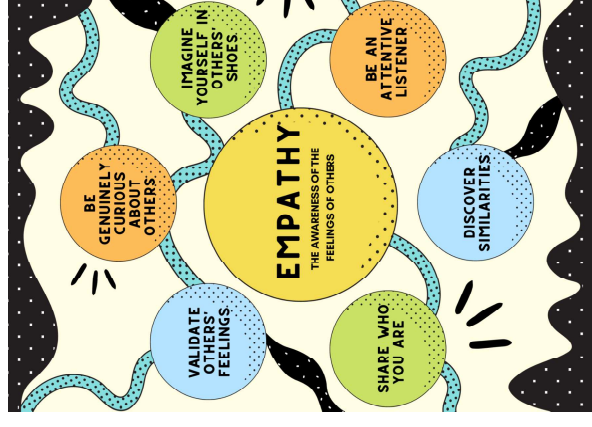 BE
GENUINELY
CURIOUS
ABOUT
OTHERS
VALIDATE
OTHERS'
FEELINGS
IMAGINE
YOURSELF IN
OTHERS'
SHOES
EMPATHY
THE AWARENESS OF THE
FEELINGS OF OTHERS
SHARE WHO
YOU ARE
BE AN
ATTENTIVE
LISTENER
DISCOVER
SIMILARITIES